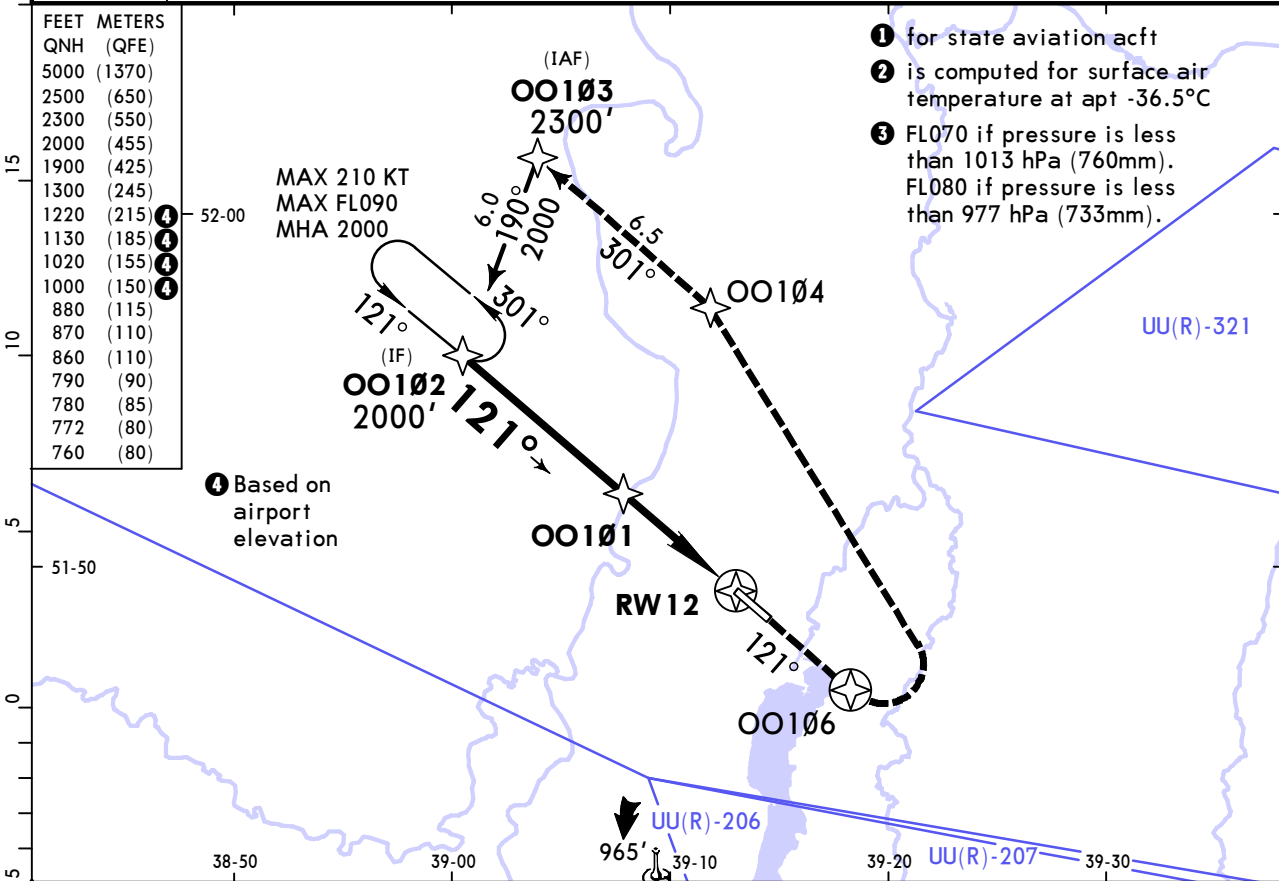 FEET METERS
QNH (QFE)
5000 (1370)
2500 (650)
2300 (550)
2000 (455)
1900 (425)
1300 (245)
1220 (215) 4
1130 (185) 4
1020 (155) 4
1000 (150) 4
880 (115)
870 (110)
860 (110)
790 (90)
780 (85)
772 (80)
760 (80)
1 for state aviation acft
2 is computed for surface air
temperature at apt -36.5°C
3 FL070 if pressure is less
than 1013 hPa (760mm).
FL080 if pressure is less
than 977 hPa (733mm).
(IAF)
OO1Ø3
2300'
MAX 210 KT
MAX FL090
MHA 2000
6.0
190°
2000
6.5
301°
OO1Ø4
52-00
15
301°
121°
(IF)
OO1Ø2
2000'
121°
UU(R)-321
10
4 Based on
airport
elevation
OO1Ø1
5
51-50
RW12
121°
OO1Ø6
0
965'
UU(R)-206
UU(R)-207
5
38-50
39-00
39-10
39-20
39-30